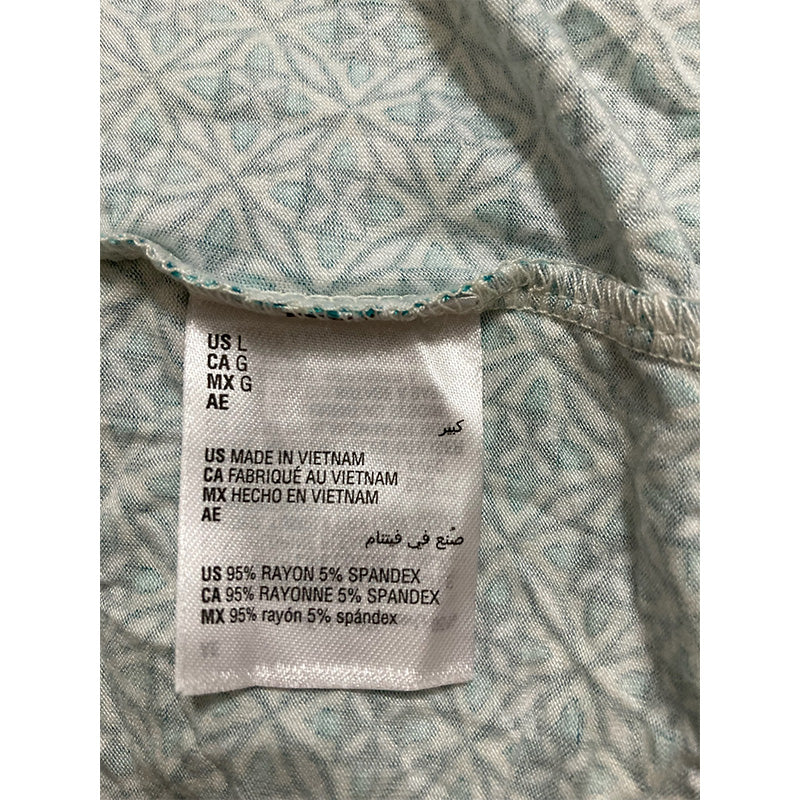 US L
CA G
MX G
AE
كبير
US MADE IN VIETNAM
CA FABRIQUÉ AU VIETNAM
MX HECHO EN VIETNAM
AE
صُنع في فيتنام
US 95% RAYON 5% SPANDEX
CA 95% RAYONNE 5% SPANDEX
MX 95% rayón 5% spándex